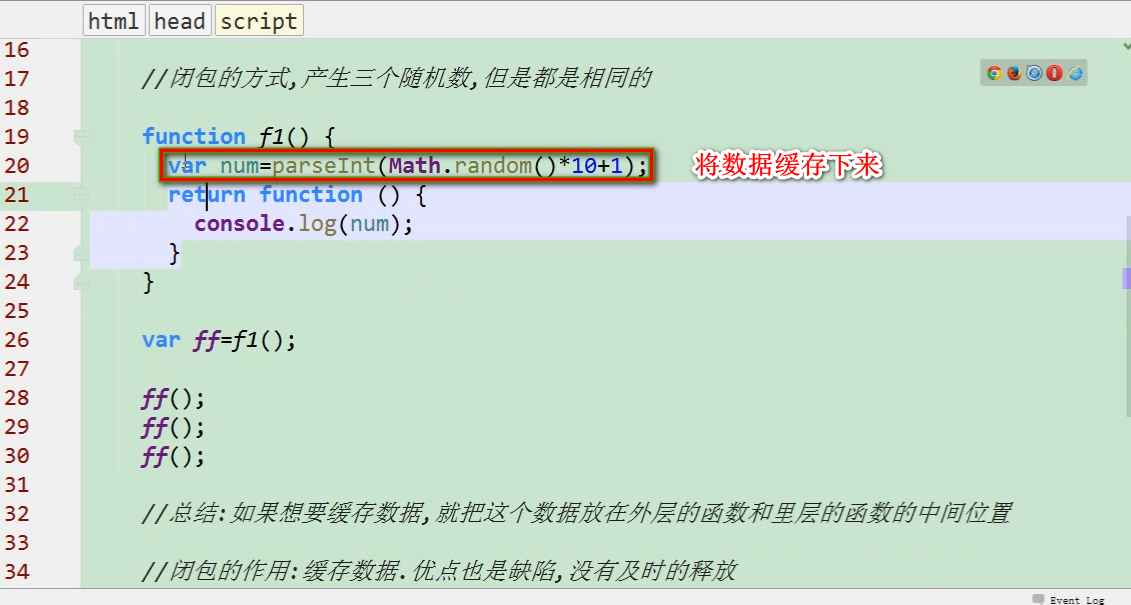 html head script
16
17 //闭包的方式,产生三个随机数,但是都是相同的
18
19 function f1() {
20 var num=parseInt(Math.random()*10+1); 将数据缓存下来
21 return function () {
22 console.log(num);
23 }
24 }
25
26 var ff=f1();
27
28 ff();
29 ff();
30 ff();
31
32 //总结:如果想要缓存数据,就把这个数据放在外层的函数和里层的函数的中间位置
33
34 //闭包的作用:缓存数据.优点也是缺陷,没有及时的释放
Event Log